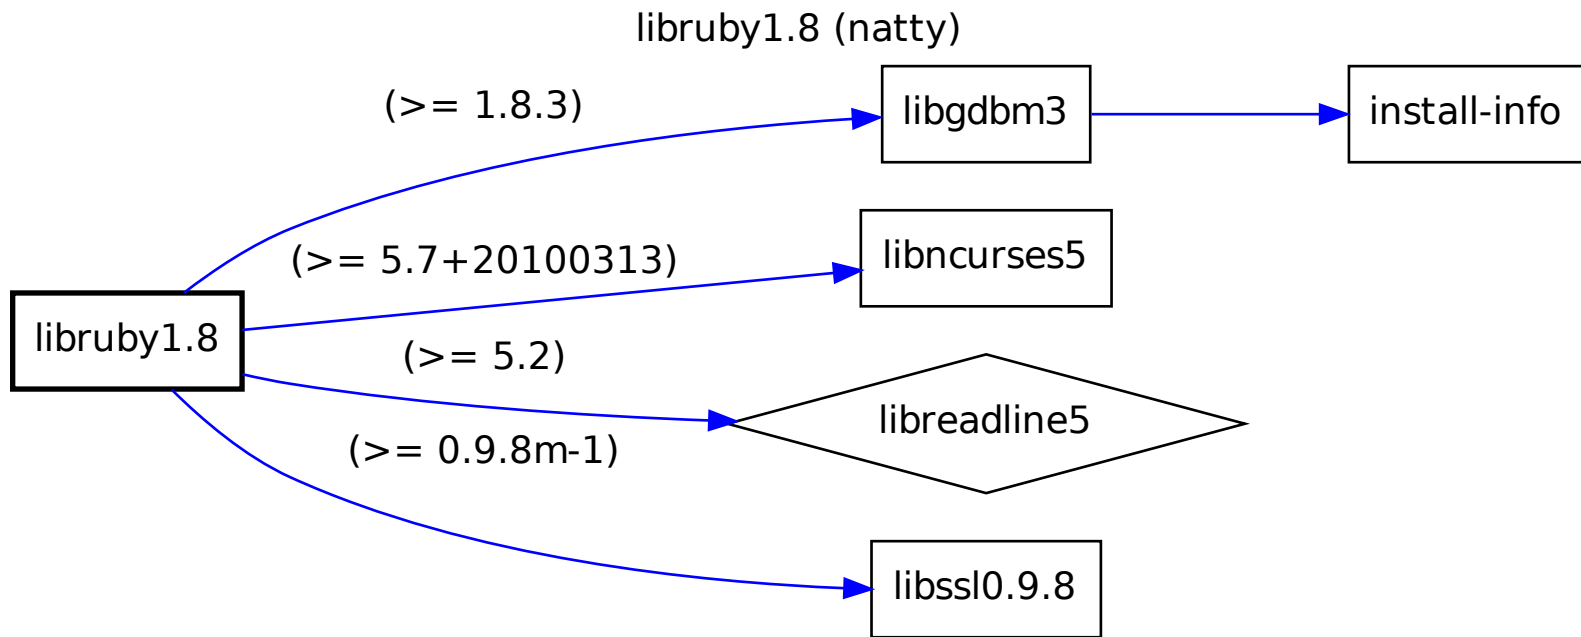 libruby1.8 (natty)
(>= 1.8.3)
libgdbm3
install-info
(>= 5.7+20100313)
libncurses5
libruby1.8
(>= 5.2)
libreadline5
(>= 0.9.8m-1)
libssl0.9.8